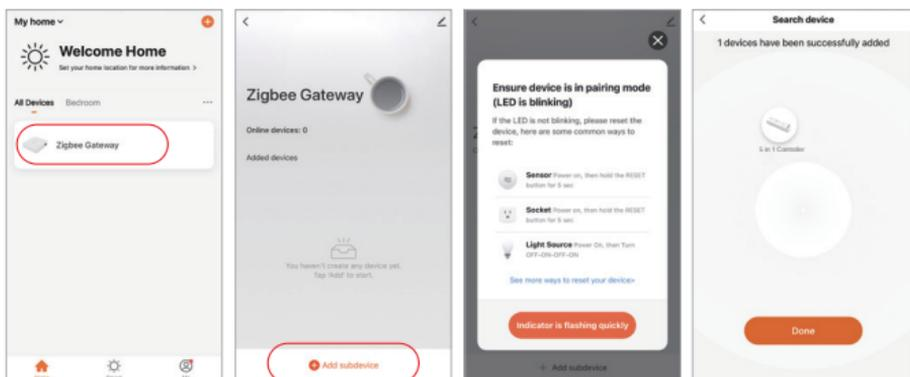 My home
Welcome Home
Set your home location for more information >
All Devices Bedroom ...
Zigbee Gateway
Zigbee Gateway
Online devices: 0
Added devices
You haven't create any device yet.
Tap 'Add' to start.
Add subdevice
Ensure device is in pairing mode
(LED is blinking)
If the LED is not blinking, please reset the
device, here are some common ways to
reset:
Sensor Power on, then hold the RESET
button for 5 sec
Socket Power on, then hold the RESET
button for 5 sec
Light Source Power On, then Turn
OFF-ON-OFF-ON
See more ways to reset your device>
Indicator is flashing quickly
+ Add subdevice
Search device
1 devices have been successfully added
5 in 1 Controller
Done